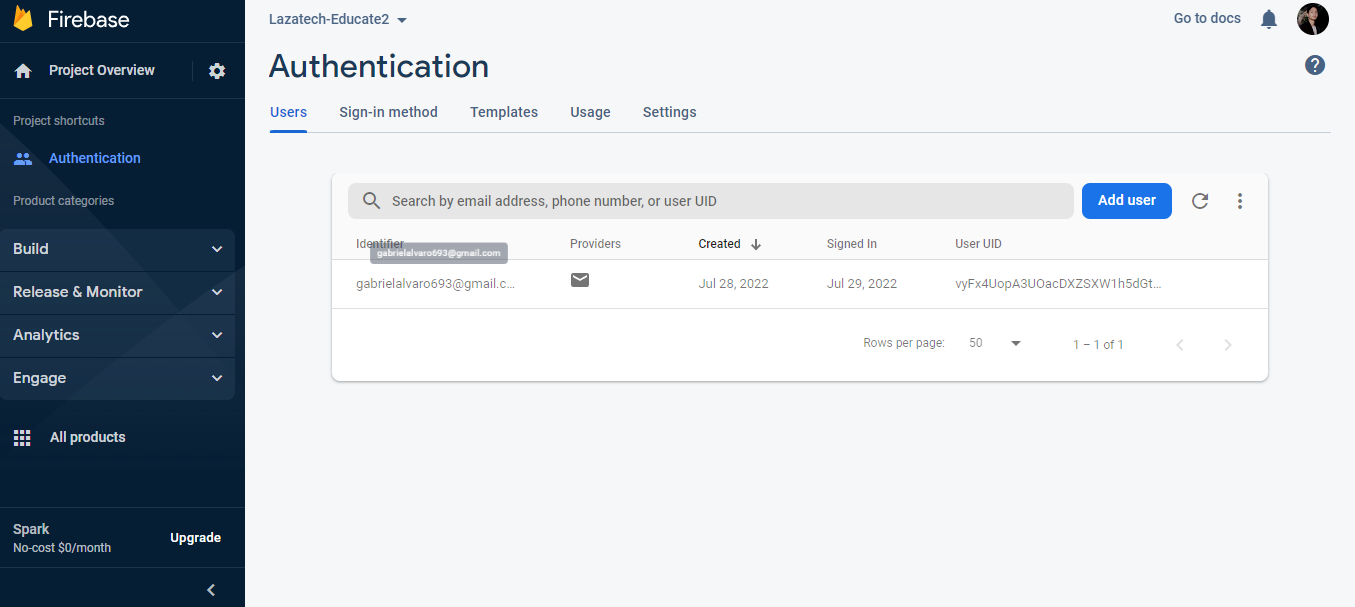 Firebase
Project Overview
Project shortcuts
Authentication
Product categories
Build
Release & Monitor
Analytics
Engage
All products
Spark
No-cost $0/month
Upgrade
Lazatech-Educate2
Go to docs
Authentication
Users Sign-in method Templates Usage Settings
Search by email address, phone number, or user UID
Add user
Identifier Providers Created Signed In User UID
gabrielalvaro693@gmail.com
gabrielalvaro693@gmail.c... Jul 28, 2022 Jul 29, 2022 vyFx4UopA3UOacDXZSXW1h5dGt...
Rows per page: 50 1 – 1 of 1